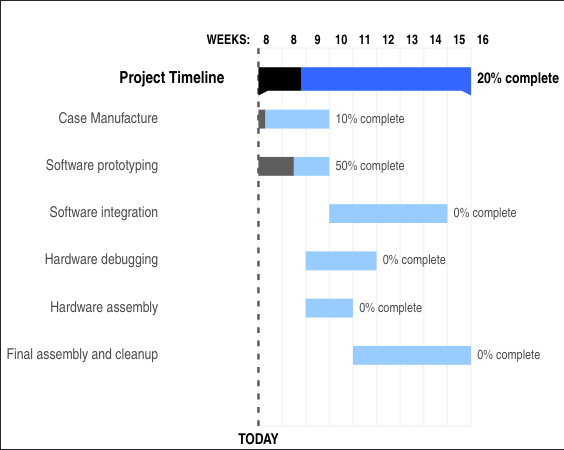 WEEKS: 8 8 9 10 11 12 13 14 15 16
Project Timeline 20% complete
Case Manufacture 10% complete
Software prototyping 50% complete
Software integration 0% complete
Hardware debugging 0% complete
Hardware assembly 0% complete
Final assembly and cleanup 0% complete
TODAY